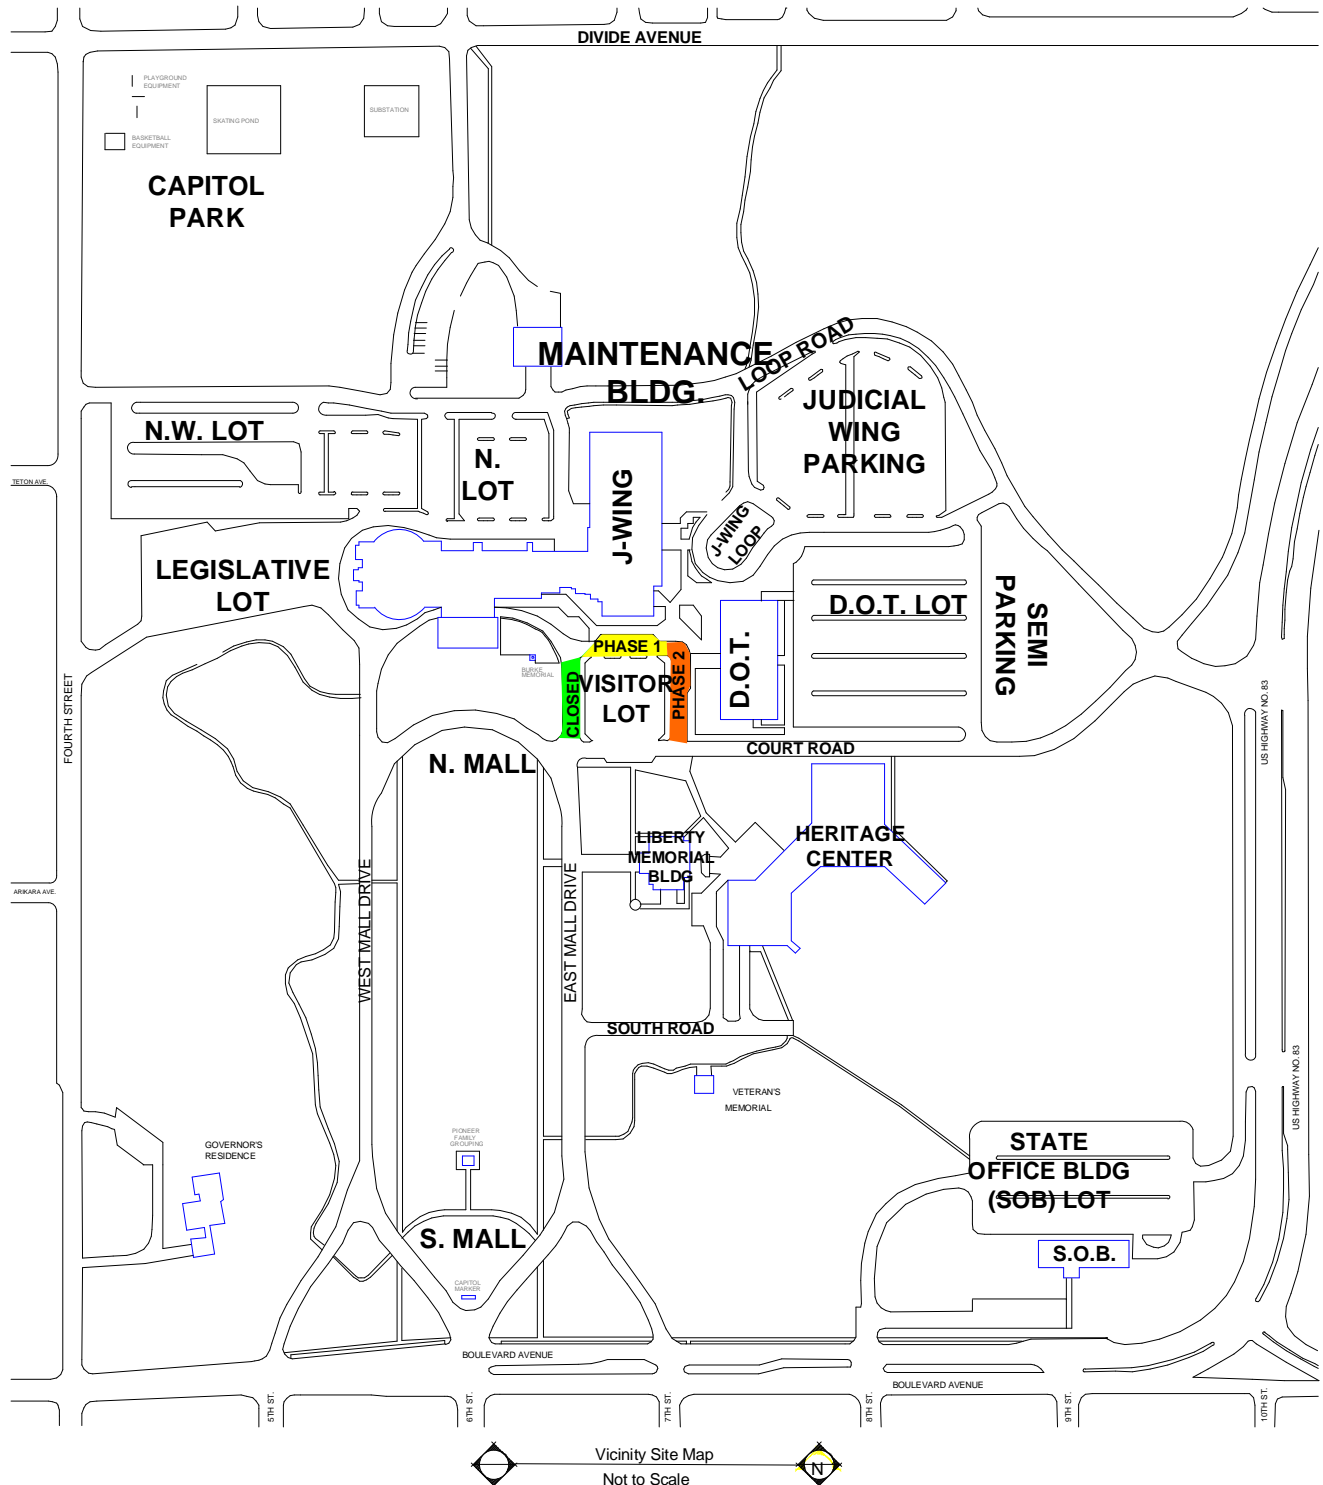 DIVIDE AVENUE
PLAYGROUND
EQUIPMENT
SKATING POND
SUBSTATION
BASKETBALL
EQUIPMENT
CAPITOL
PARK
MAINTENANCE
BLDG.
LOOP ROAD
JUDICIAL
WING
PARKING
N.W. LOT
N.
LOT
J-WING
TETON AVE.
J-WING
LOOP
LEGISLATIVE
LOT
D.O.T. LOT
SEMI
PARKING
PHASE 1
BURKE
MEMORIAL
CLOSED
VISITOR
LOT
PHASE 2
D.O.T.
FOURTH STREET
US HIGHWAY NO. 83
COURT ROAD
N. MALL
LIBERTY
MEMORIAL
BLDG
HERITAGE
CENTER
ARIKARA AVE.
WEST MALL DRIVE
EAST MALL DRIVE
SOUTH ROAD
US HIGHWAY NO. 83
VETERAN'S
MEMORIAL
GOVERNOR'S
RESIDENCE
PIONEER
FAMILY
GROUPING
STATE
OFFICE BLDG
(SOB) LOT
S. MALL
S.O.B.
CAPITOL
MARKER
BOULEVARD AVENUE
BOULEVARD AVENUE
5TH ST.
6TH ST.
7TH ST.
8TH ST.
9TH ST.
10TH ST.
Vicinity Site Map
N
Not to Scale